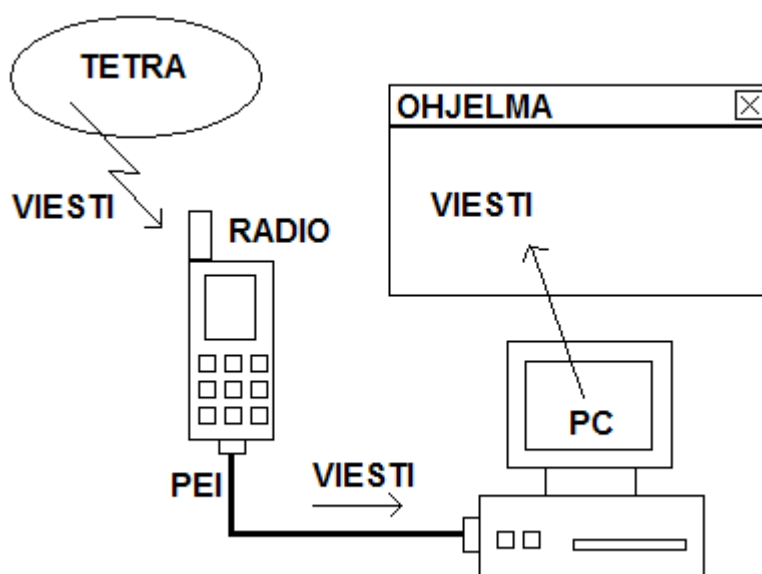 TETRA
OHJELMA
VIESTI
VIESTI
RADIO
PEI
VIESTI
PC